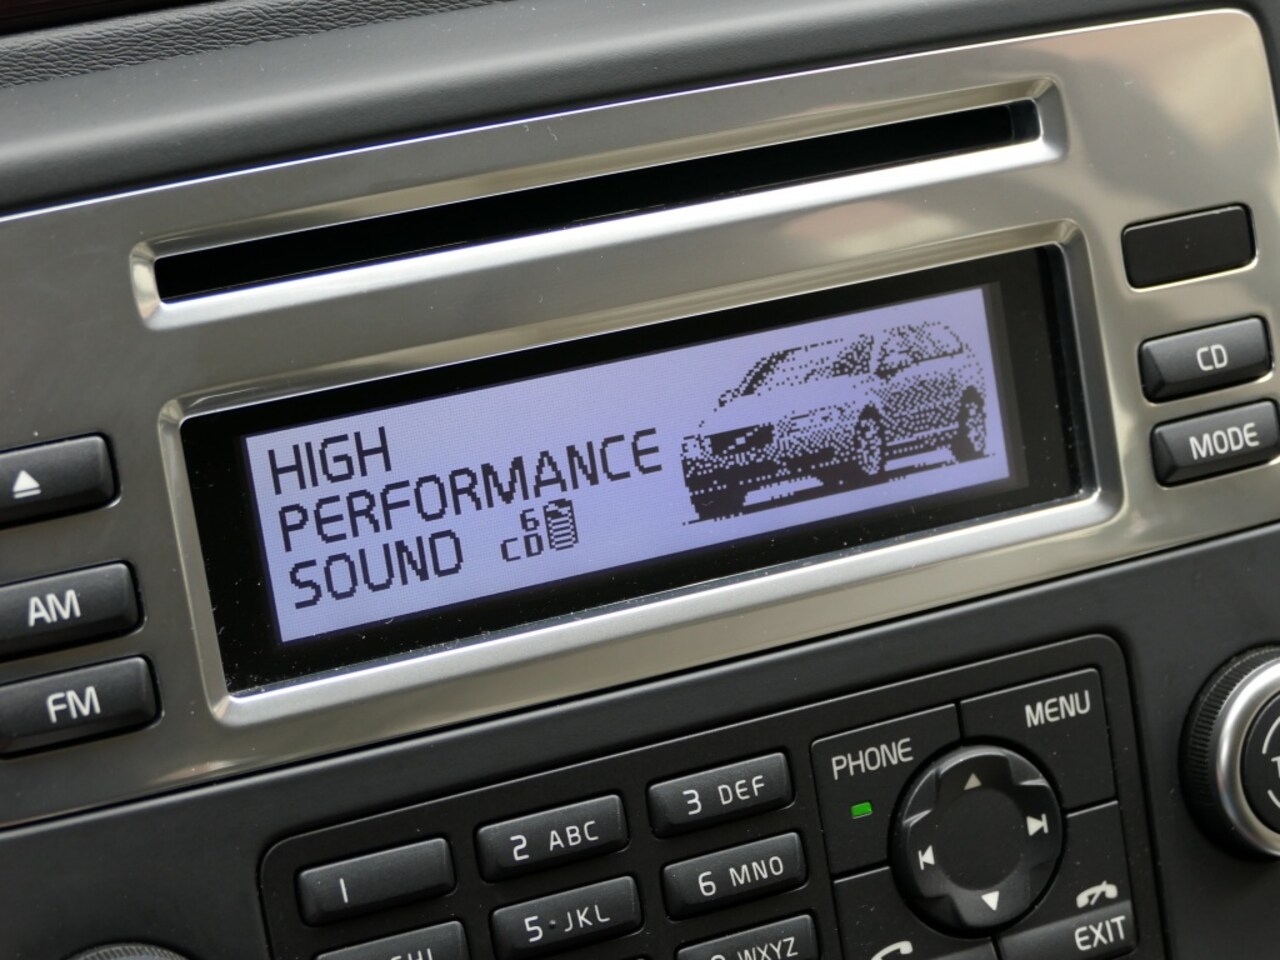 HIGH
PERFORMANCE
SOUND
6
CD
CD
MODE
AM
FM
MENU
PHONE
1
2 ABC
3 DEF
5·JKL
6 MNO
WXYZ
EXIT